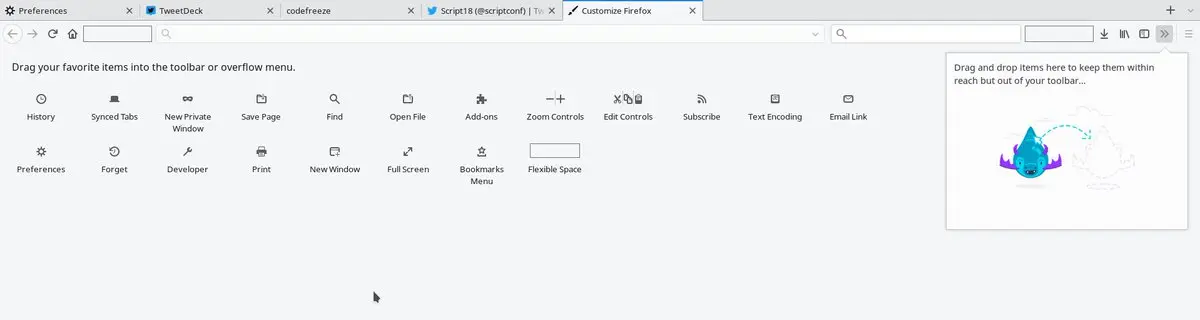 Preferences
TweetDeck
codefreeze
Script18 (@scriptconf) | Tw
Customize Firefox
Drag your favorite items into the toolbar or overflow menu.
Drag and drop items here to keep them within
reach but out of your toolbar...
History
Synced Tabs
New Private
Window
Save Page
Find
Open File
Add-ons
Zoom Controls
Edit Controls
Subscribe
Text Encoding
Email Link
Preferences
Forget
Developer
Print
New Window
Full Screen
Bookmarks
Menu
Flexible Space